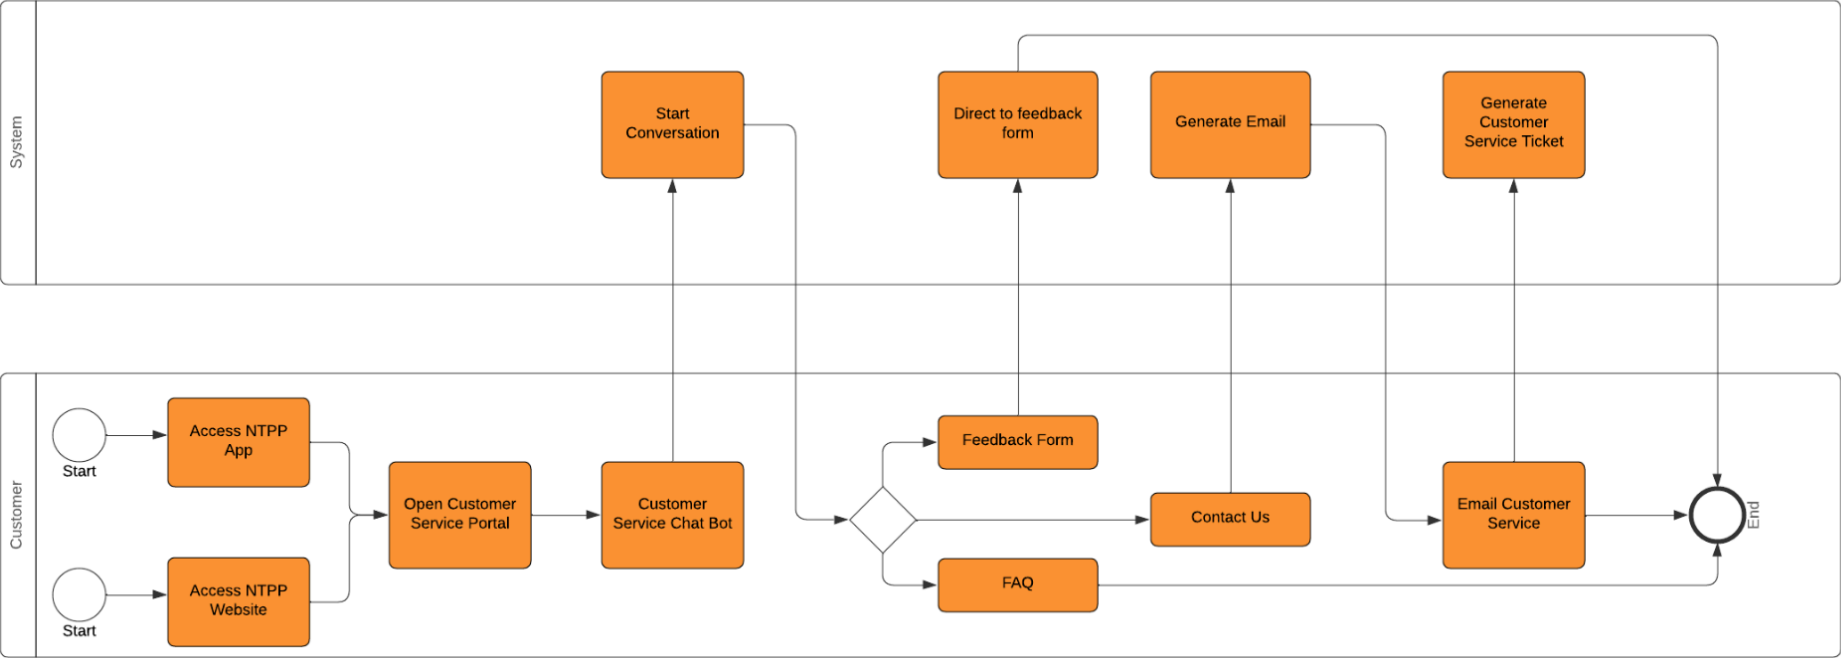 System
Start
Conversation
Direct to feedback
form
Generate Email
Generate
Customer
Service Ticket
Customer
Start
Access NTPP
App
Start
Access NTPP
Website
Open Customer
Service Portal
Customer
Service Chat Bot
Feedback Form
Contact Us
FAQ
Email Customer
Service
End